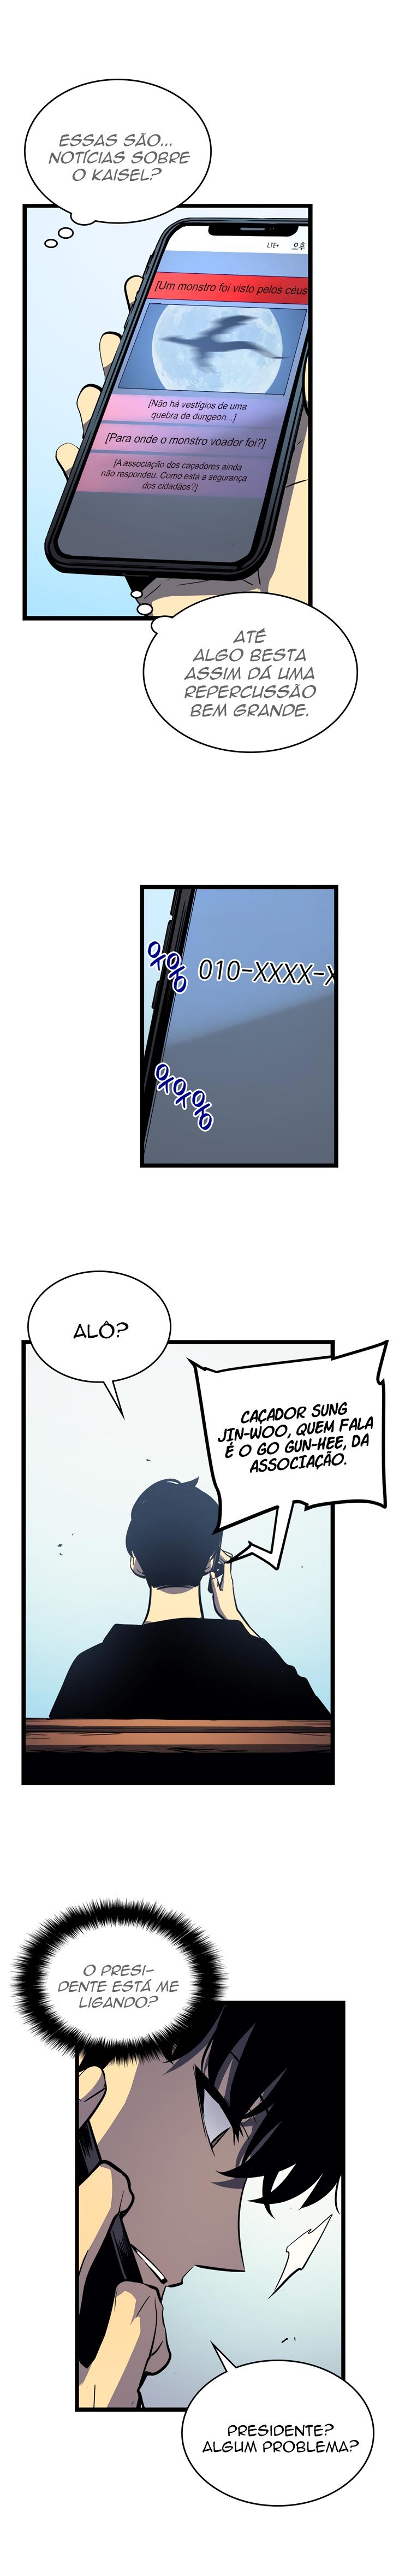 ESSAS SÃO...
NOTÍCIAS SOBRE
O KAISEL?
LTE+ 오후
[Um monstro foi visto pelos céus
[Não há vestígios de uma
quebra de dungeon...]
[Para onde o monstro voador foi?]
[A associação dos caçadores ainda
não respondeu. Como está a segurança
dos cidadãos?]
ATÉ
ALGO BESTA
ASSIM DÁ UMA
REPERCUSSÃO
BEM GRANDE.
010-XXXX-X
ALÔ?
CAÇADOR SUNG
JIN-WOO, QUEM FALA
É O GO GUN-HEE, DA
ASSOCIAÇÃO.
O PRESI-
DENTE ESTÁ ME
LIGANDO?
PRESIDENTE?
ALGUM PROBLEMA?